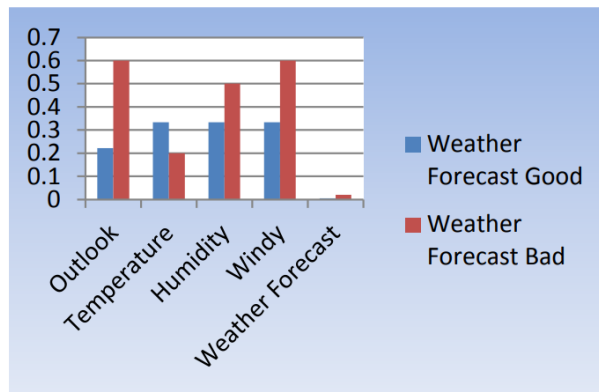 0.7
0.6
0.5
0.4
0.3
0.2
0.1
0
Outlook
Temperature
Humidity
Windy
Weather Forecast
Weather
Forecast Good
Weather
Forecast Bad